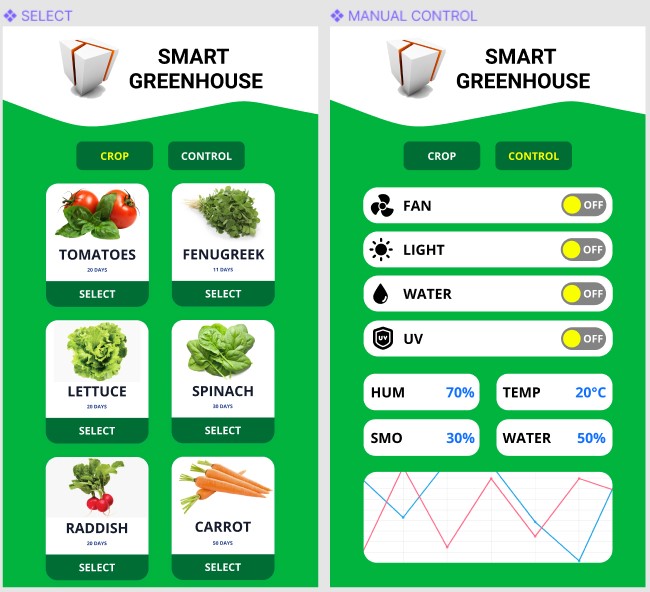 SELECT
SMART
GREENHOUSE
CROP
CONTROL
TOMATOES
20 DAYS
SELECT
FENUGREEK
11 DAYS
SELECT
LETTUCE
28 DAYS
SELECT
SPINACH
30 DAYS
SELECT
RADDISH
20 DAYS
SELECT
CARROT
50 DAYS
SELECT
MANUAL CONTROL
SMART
GREENHOUSE
CROP
CONTROL
FAN
OFF
LIGHT
OFF
WATER
OFF
UV
UV
OFF
HUM 70%
TEMP 20°C
SMO 30%
WATER 50%